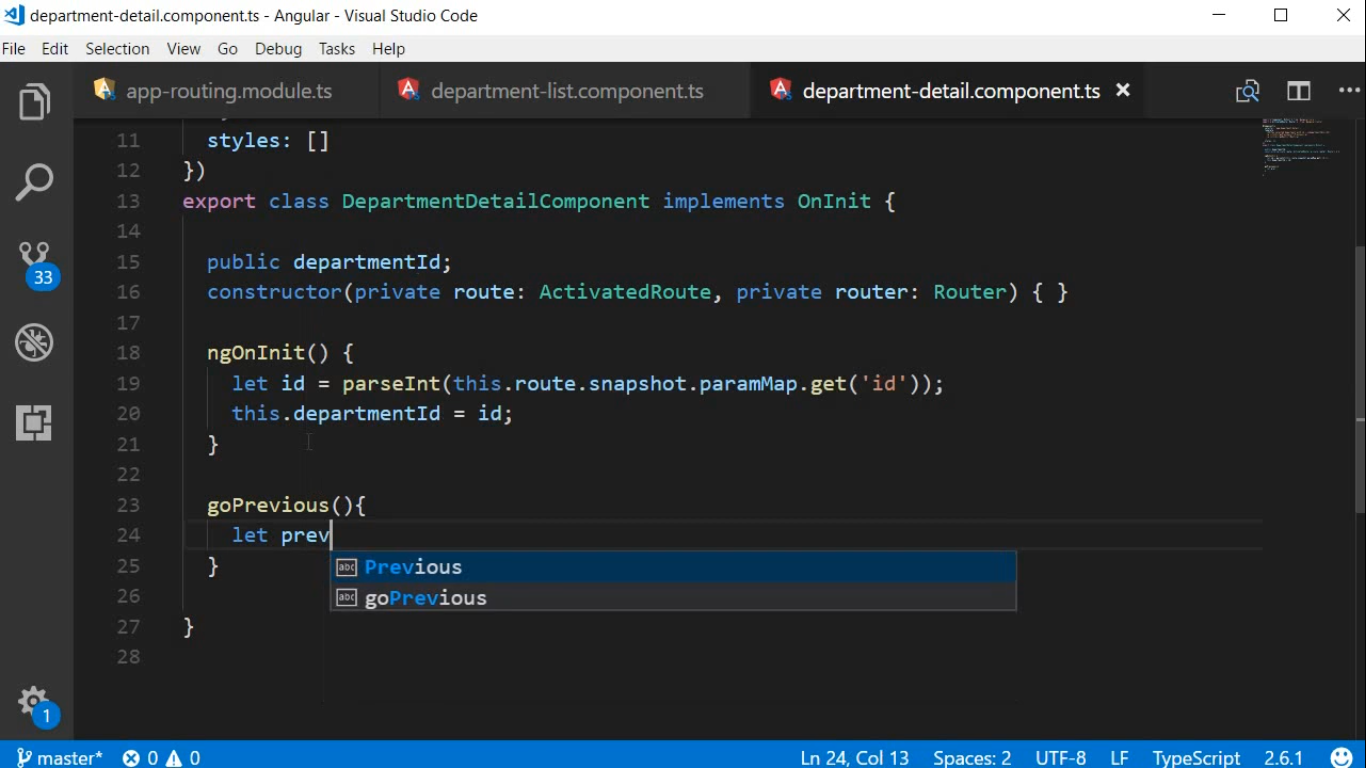 department-detail.component.ts - Angular - Visual Studio Code
File Edit Selection View Go Debug Tasks Help
app-routing.module.ts department-list.component.ts department-detail.component.ts
11 styles: []
12 })
13 export class DepartmentDetailComponent implements OnInit {
14
15 public departmentId;
16 constructor(private route: ActivatedRoute, private router: Router) { }
17
18 ngOnInit() {
19 let id = parseInt(this.route.snapshot.paramMap.get('id'));
20 this.departmentId = id;
21 }
22
23 goPrevious(){
24 let prev
abc Previous
25 }
abc goPrevious
26
27 }
28
33
1
master* 0 0 Ln 24, Col 13 Spaces: 2 UTF-8 LF TypeScript 2.6.1